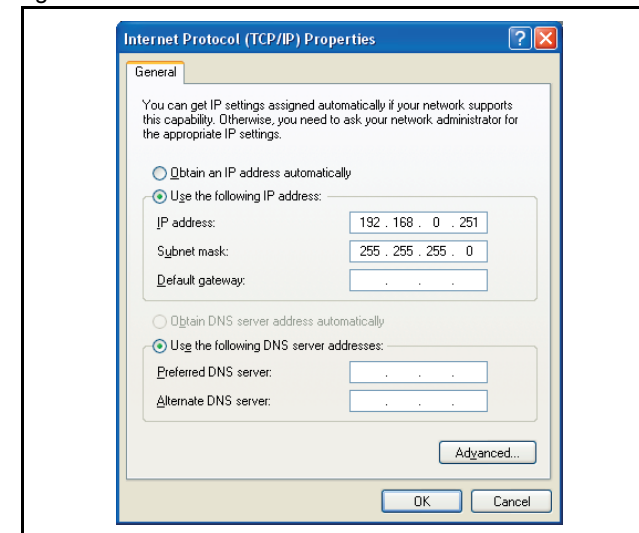 Internet Protocol (TCP/IP) Properties
General
You can get IP settings assigned automatically if your network supports
this capability. Otherwise, you need to ask your network administrator for
the appropriate IP settings.
Obtain an IP address automatically
Use the following IP address:
IP address: 192 . 168 . 0 . 251
Subnet mask: 255 . 255 . 255 . 0
Default gateway: . . .
Obtain DNS server address automatically
Use the following DNS server addresses:
Preferred DNS server: . . .
Alternate DNS server: . . .
Advanced...
OK Cancel